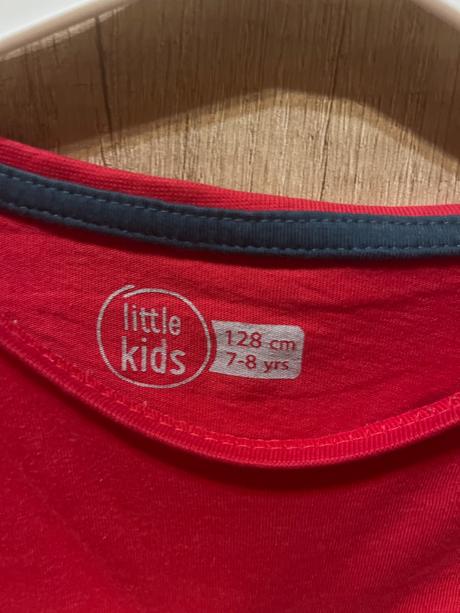 little
kids
128 cm
7-8 yrs